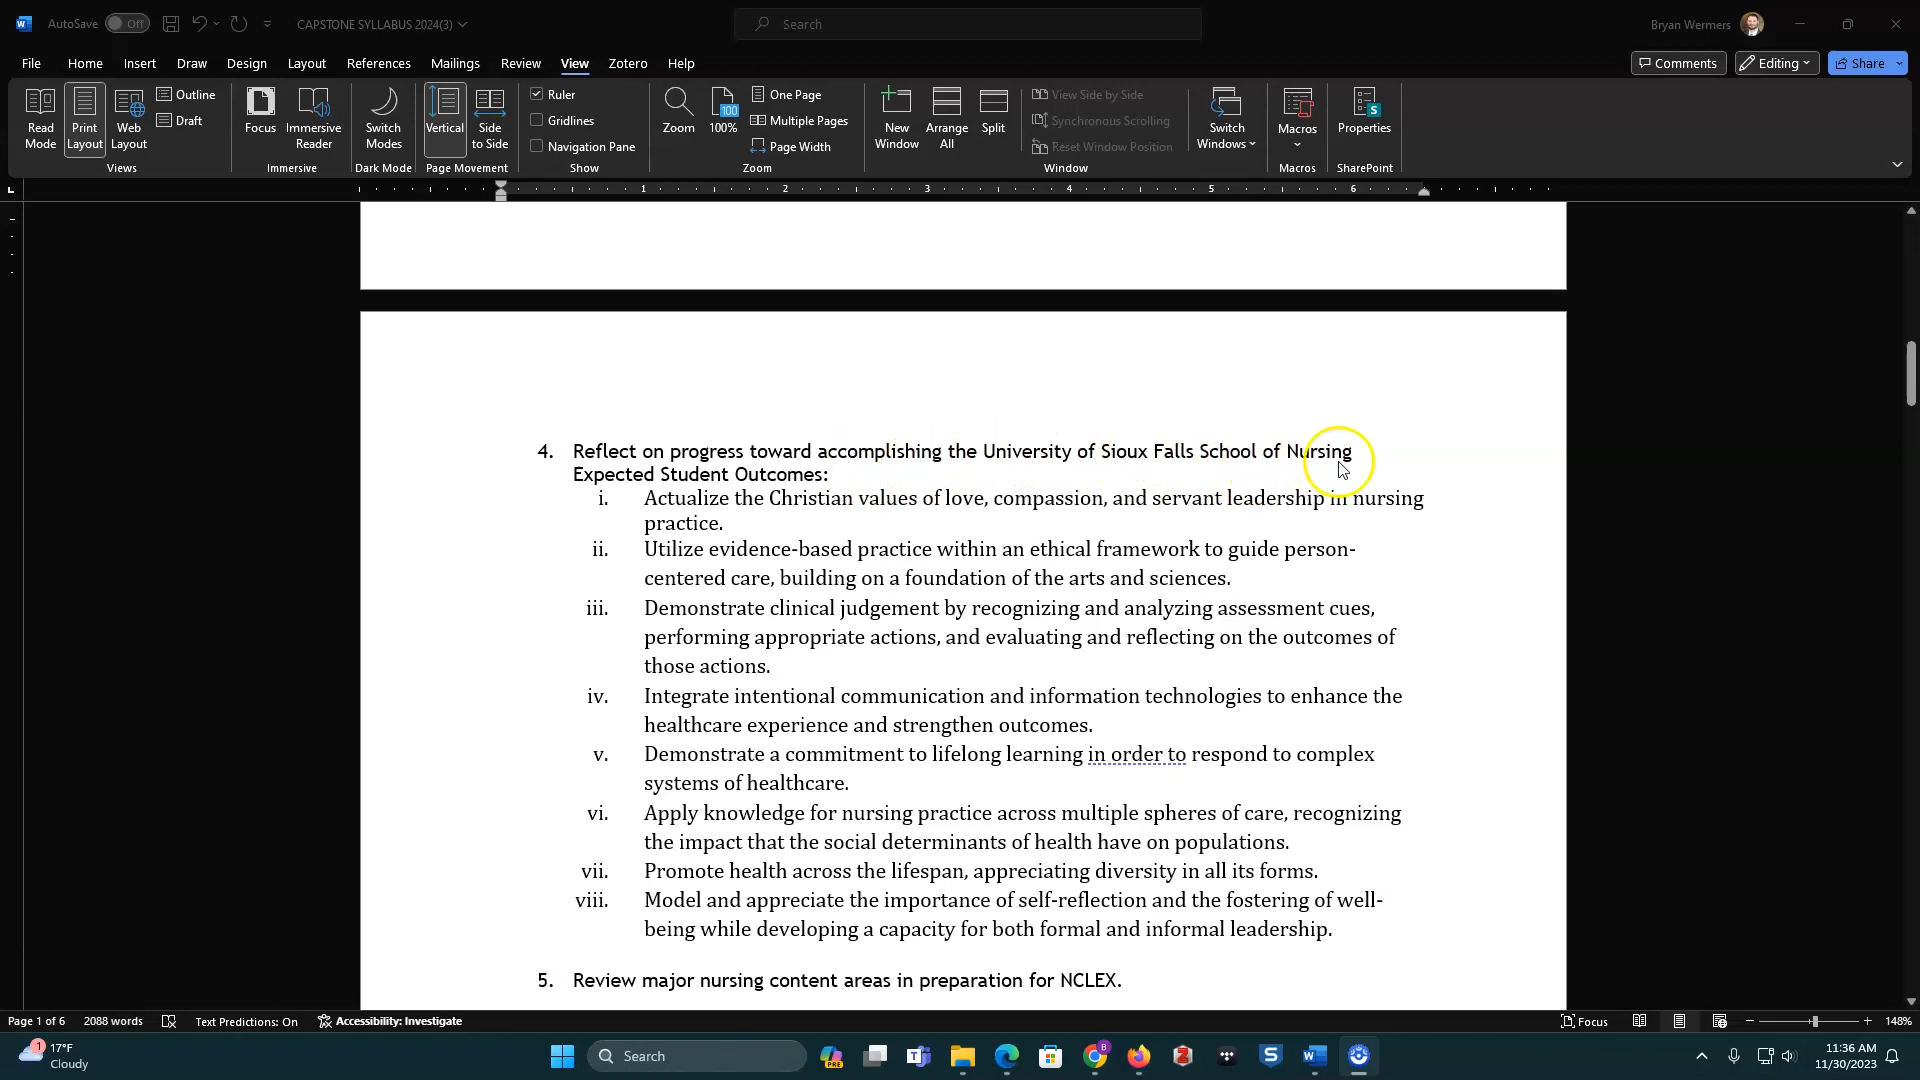 AutoSave Off CAPSTONE SYLLABUS 2024(3) Search Bryan Wermers
File Home Insert Draw Design Layout References Mailings Review View Zotero Help Comments Editing Share
Read Mode Print Layout Web Layout Outline Draft Focus Immersive Reader Switch Modes Vertical Side to Side Ruler Gridlines Navigation Pane Zoom 100 100% One Page Multiple Pages Page Width New Window Arrange All Split View Side by Side Synchronous Scrolling Reset Window Position Switch Windows Macros Properties
Views Immersive Dark Mode Page Movement Show Zoom Window Macros SharePoint
1 2 3 4 5 6
4. Reflect on progress toward accomplishing the University of Sioux Falls School of Nursing
Expected Student Outcomes:
i. Actualize the Christian values of love, compassion, and servant leadership in nursing
practice.
ii. Utilize evidence-based practice within an ethical framework to guide person-
centered care, building on a foundation of the arts and sciences.
iii. Demonstrate clinical judgement by recognizing and analyzing assessment cues,
performing appropriate actions, and evaluating and reflecting on the outcomes of
those actions.
iv. Integrate intentional communication and information technologies to enhance the
healthcare experience and strengthen outcomes.
v. Demonstrate a commitment to lifelong learning in order to respond to complex
systems of healthcare.
vi. Apply knowledge for nursing practice across multiple spheres of care, recognizing
the impact that the social determinants of health have on populations.
vii. Promote health across the lifespan, appreciating diversity in all its forms.
viii. Model and appreciate the importance of self-reflection and the fostering of well-
being while developing a capacity for both formal and informal leadership.
5. Review major nursing content areas in preparation for NCLEX.
Page 1 of 6 2088 words Text Predictions: On Accessibility: Investigate Focus 148%
1 17°F Search PRE B 11:36 AM
Cloudy 11/30/2023